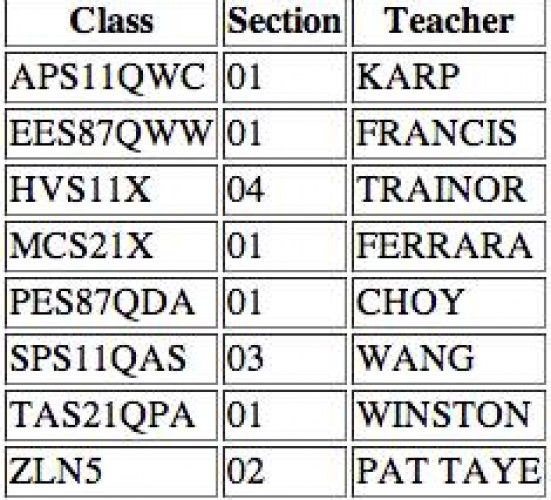 Class Section Teacher
APS11QWC 01 KARP
EES87QWW 01 FRANCIS
HVS11X 04 TRAINOR
MCS21X 01 FERRARA
PES87QDA 01 CHOY
SPS11QAS 03 WANG
TAS21QPA 01 WINSTON
ZLN5 02 PAT TAYE